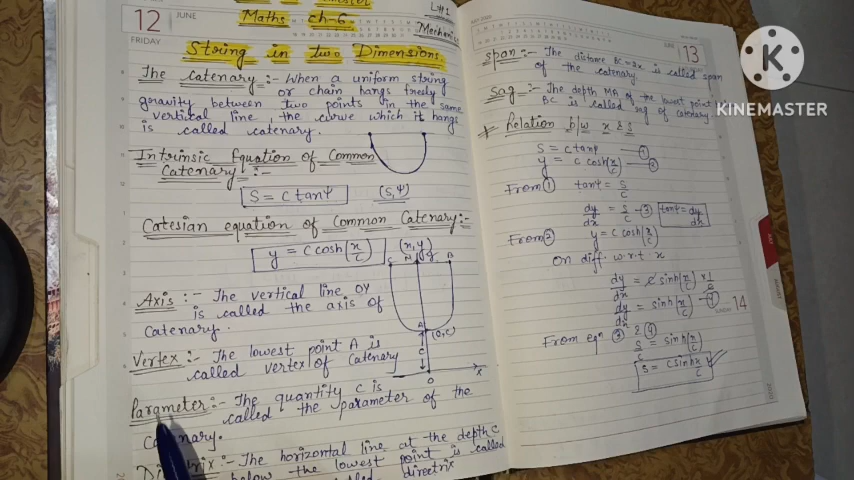 12
JUNE
FRIDAY
Maths ch-6
Mechanics
String in two Dimensions.
The catenary:- When a uniform string
or chain hangs freely
gravity between two points in the same
vertical line, the curve which it hangs
is called catenary.
Intrinsic Equation of Common
Catenary:-
S = c tanψ
(S, ψ)
Catesian equation of Common Catenary:-
y = c cosh(x/c)
(x, y)
C
N
B
Axis:- The vertical line OY
is called the axis of
catenary.
A
(0, c)
Vertex:- The lowest point A is
called vertex of Catenary
C
O
x
Parameter:- The quantity c is
called the parameter of the
catenary.
The horizontal line at the depth c
below the lowest point is called
directrix
13
span:- The distance BC = 2x is called span
of the catenary.
Sag:- The depth MA of the lowest point
BC is called sag of catenary
* Relation b/w x & s
S = c tanψ —①
y = c cosh(x/c) —②
From ① tanψ = s/c
dy/dx = s/c —③ tanψ = dy/dx
From ② y = c cosh(x/c)
On diff. w.r.t x
dy/dx = c sinh(x/c) × 1/c
dy/dx = sinh(x/c) —④
From eqn ③ & ④
s/c = sinh(x/c)
s = c sinh x/c
SUNDAY 14
KINEMASTER